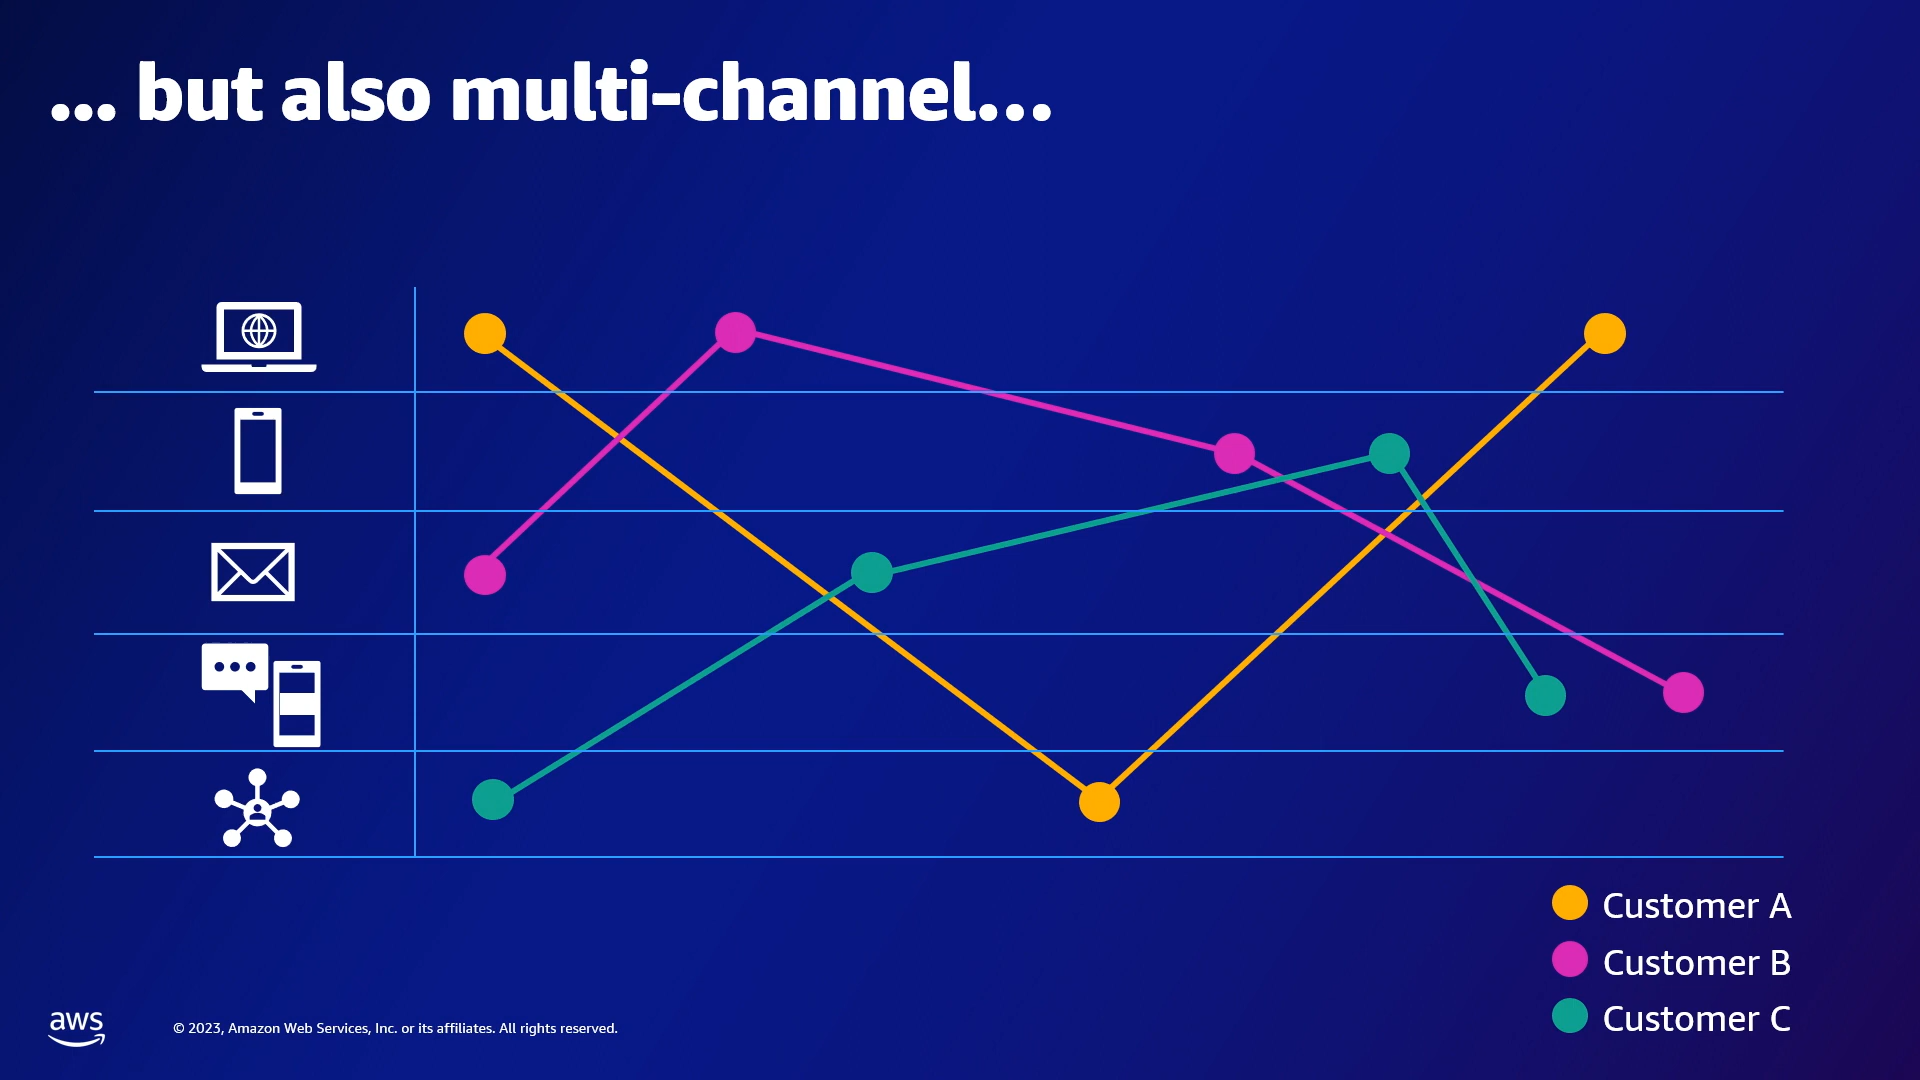 ... but also multi-channel...
Customer A
Customer B
Customer C
aws
© 2023, Amazon Web Services, Inc. or its affiliates. All rights reserved.